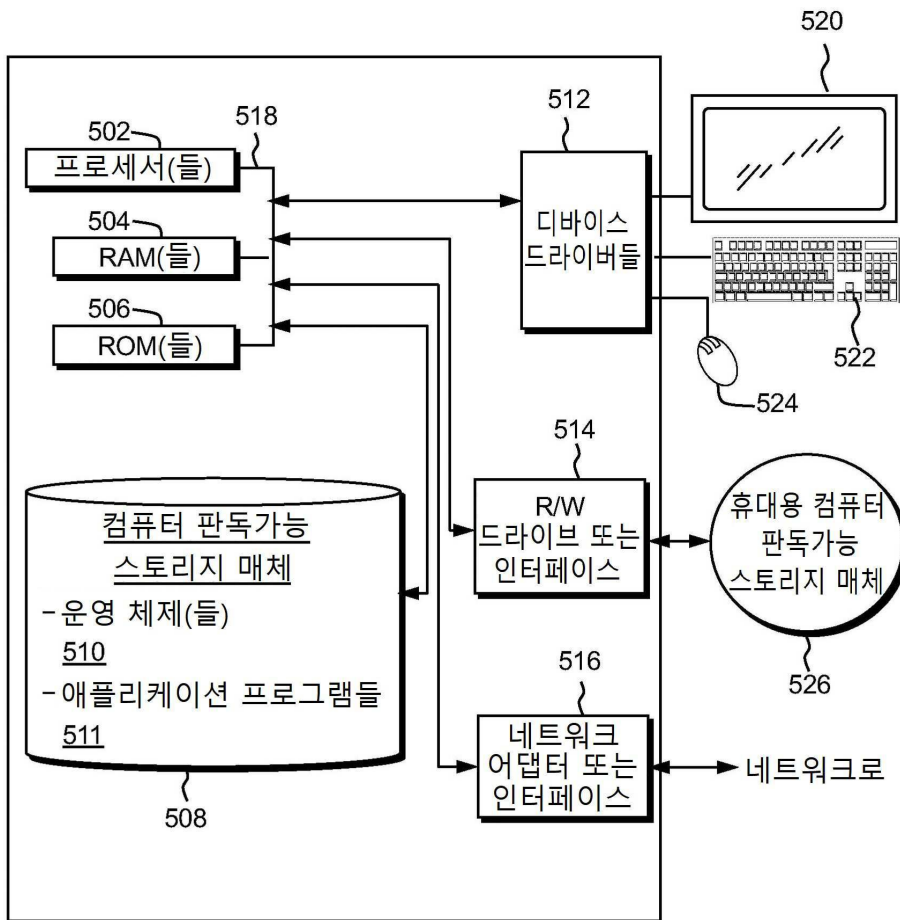 520
512
518
502
프로세서(들)
504
RAM(들)
506
ROM(들)
디바이스
드라이버들
522
524
514
R/W
드라이브 또는
인터페이스
휴대용 컴퓨터
판독가능
스토리지 매체
526
컴퓨터 판독가능
스토리지 매체
-운영 체제(들)
510
-애플리케이션 프로그램들
511
508
516
네트워크
어댑터 또는
인터페이스
네트워크로